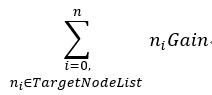 n
∑ nᵢGain
i=0,
nᵢ∈TargetNodeList